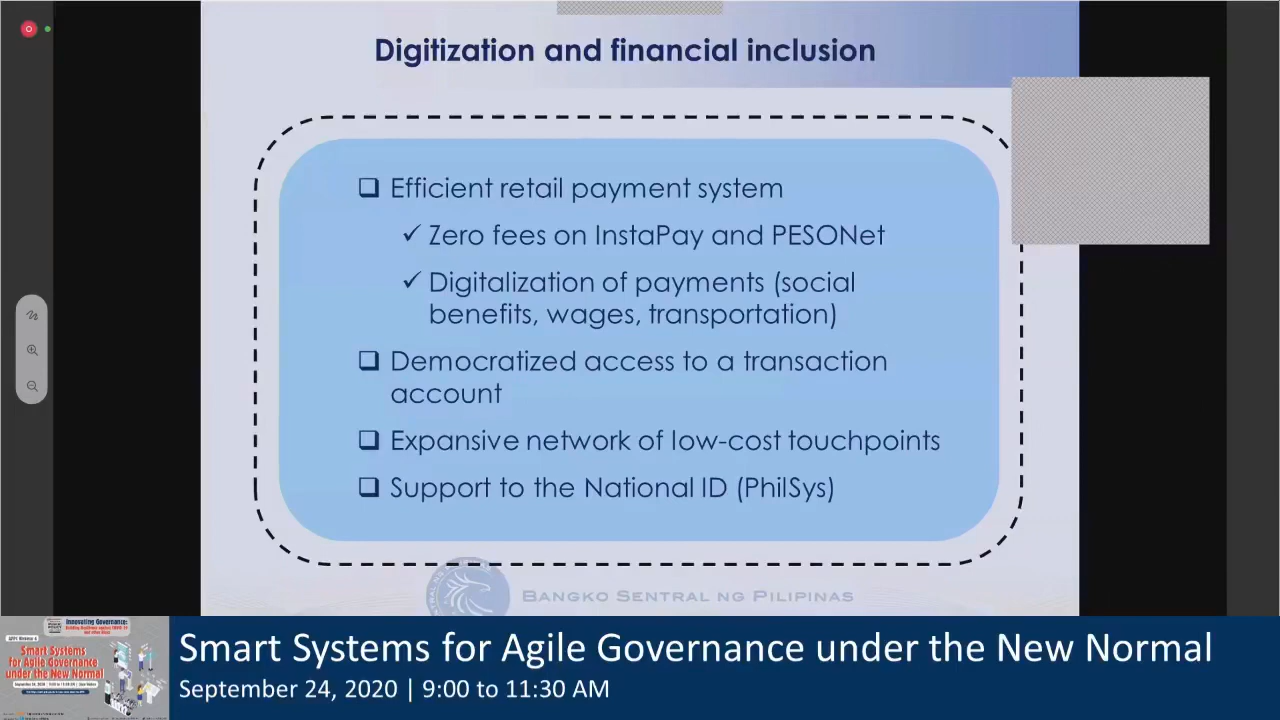 Digitization and financial inclusion
Efficient retail payment system
Zero fees on InstaPay and PESONet
Digitalization of payments (social
benefits, wages, transportation)
Democratized access to a transaction
account
Expansive network of low-cost touchpoints
Support to the National ID (PhilSys)
BANGKO SENTRAL NG PILIPINAS
Innovating Governance:
Smart Systems
for Agile Governance
under the New Normal
Smart Systems for Agile Governance under the New Normal
September 24, 2020 | 9:00 to 11:30 AM